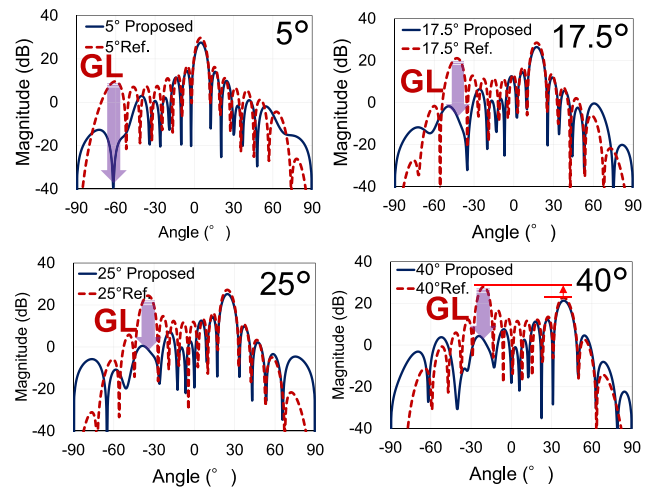 40
5° Proposed
5°Ref.
5°
20
GL
0
-20
-40
Magnitude (dB)
-90 -60 -30 0 30 60 90
Angle (°)
40
17.5° Proposed
17.5° Ref.
17.5°
20
GL
0
-20
-40
Magnitude (dB)
-90 -60 -30 0 30 60 90
Angle (°)
40
25° Proposed
25°Ref.
25°
20
GL
0
-20
-40
Magnitude (dB)
-90 -60 -30 0 30 60 90
Angle (°)
40
40° Proposed
40°Ref.
40°
20
GL
0
-20
-40
Magnitude (dB)
-90 -60 -30 0 30 60 90
Angle (°)